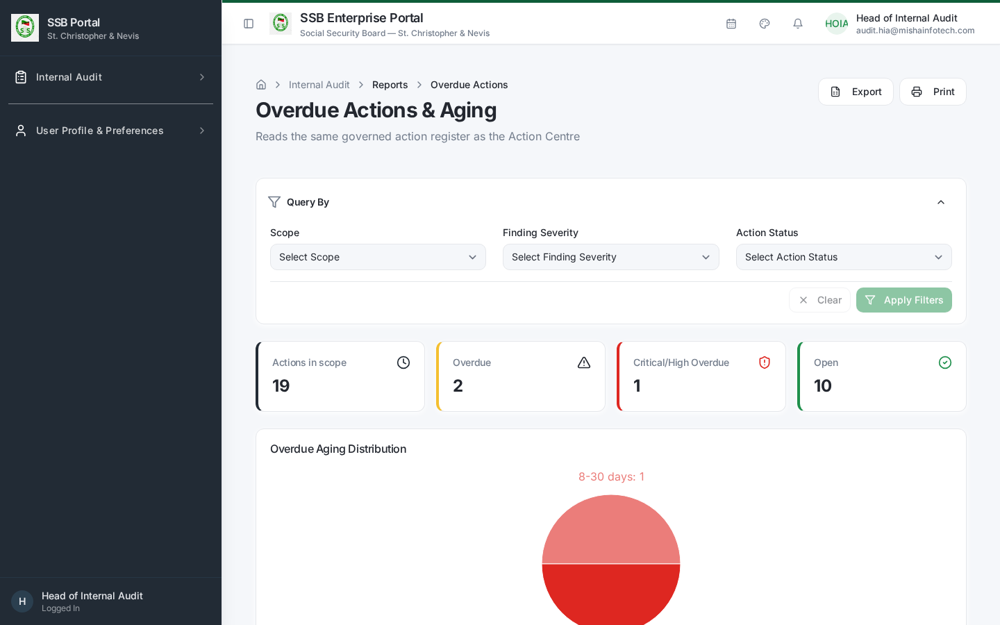 SSB Portal
St. Christopher & Nevis
Internal Audit
User Profile & Preferences
H
Head of Internal Audit
Logged In
SSB Enterprise Portal
Social Security Board — St. Christopher & Nevis
HOIA
Head of Internal Audit
audit.hia@mishainfotech.com
Internal Audit
Reports
Overdue Actions
Overdue Actions & Aging
Reads the same governed action register as the Action Centre
Export
Print
Query By
Scope
Finding Severity
Action Status
Select Scope
Select Finding Severity
Select Action Status
Clear
Apply Filters
Actions in scope
19
Overdue
2
Critical/High Overdue
1
Open
10
Overdue Aging Distribution
8-30 days: 1